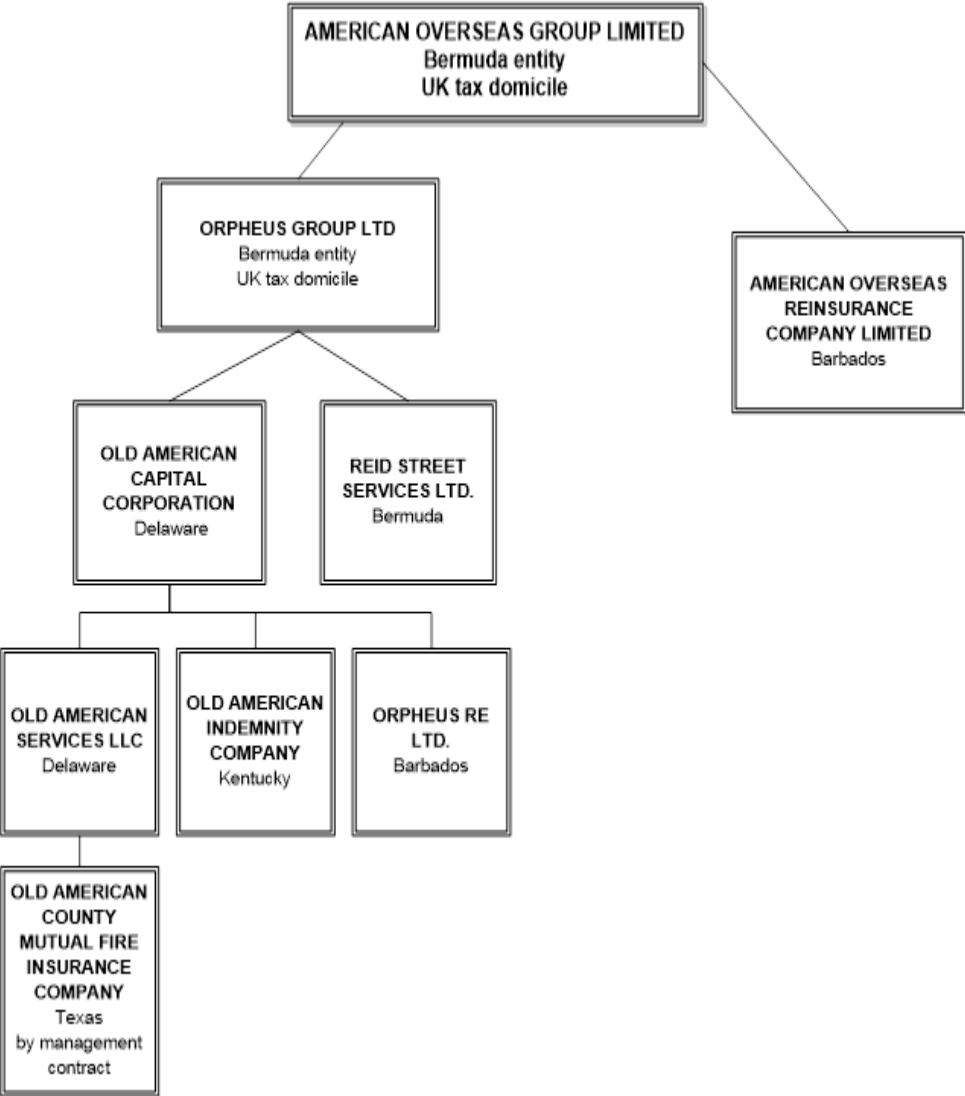 AMERICAN OVERSEAS GROUP LIMITED
Bermuda entity
UK tax domicile
ORPHEUS GROUP LTD
Bermuda entity
UK tax domicile
AMERICAN OVERSEAS
REINSURANCE
COMPANY LIMITED
Barbados
OLD AMERICAN
CAPITAL
CORPORATION
Delaware
REID STREET
SERVICES LTD.
Bermuda
OLD AMERICAN
SERVICES LLC
Delaware
OLD AMERICAN
INDEMNITY
COMPANY
Kentucky
ORPHEUS RE
LTD.
Barbados
OLD AMERICAN
COUNTY
MUTUAL FIRE
INSURANCE
COMPANY
Texas
by management
contract